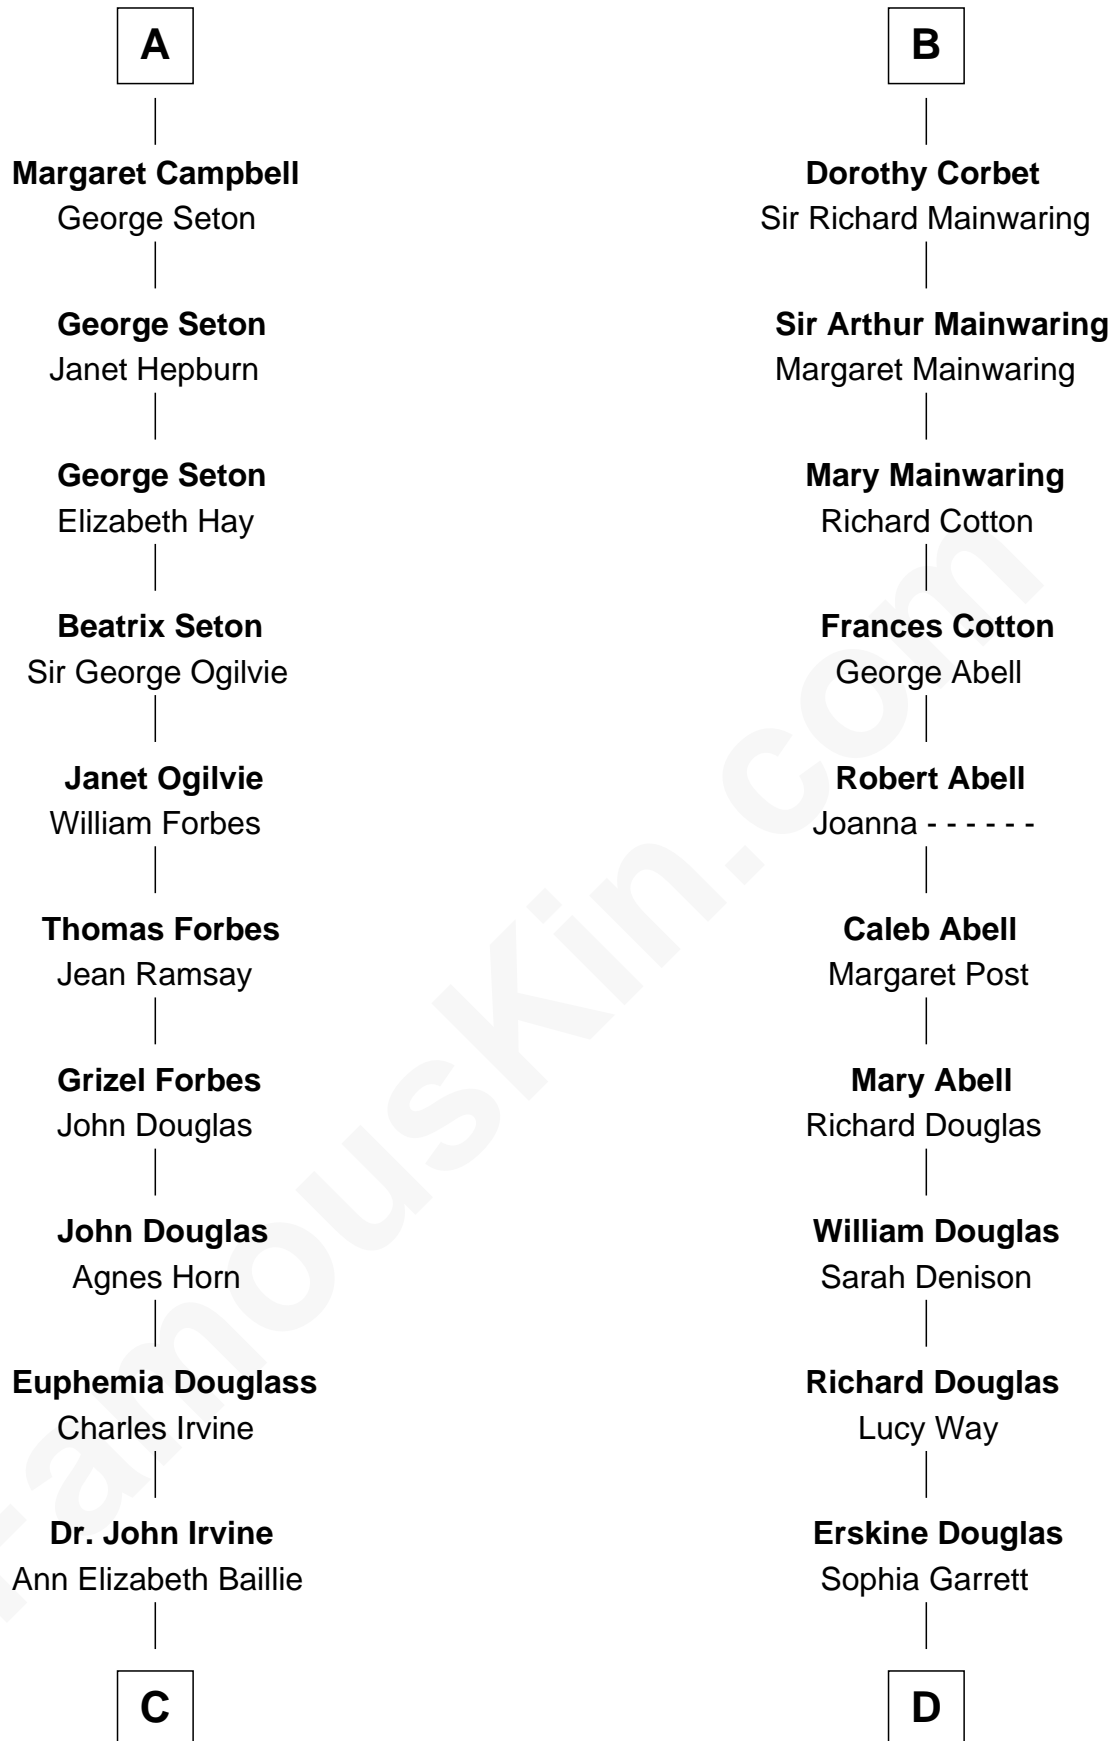 A
Margaret Campbell
George Seton
George Seton
Janet Hepburn
George Seton
Elizabeth Hay
Beatrix Seton
Sir George Ogilvie
Janet Ogilvie
William Forbes
Thomas Forbes
Jean Ramsay
Grizel Forbes
John Douglas
John Douglas
Agnes Horn
Euphemia Douglass
Charles Irvine
Dr. John Irvine
Ann Elizabeth Baillie
C
B
Dorothy Corbet
Sir Richard Mainwaring
Sir Arthur Mainwaring
Margaret Mainwaring
Mary Mainwaring
Richard Cotton
Frances Cotton
George Abell
Robert Abell
Joanna - - - - - -
Caleb Abell
Margaret Post
Mary Abell
Richard Douglas
William Douglas
Sarah Denison
Richard Douglas
Lucy Way
Erskine Douglas
Sophia Garrett
D
FamousKin.com